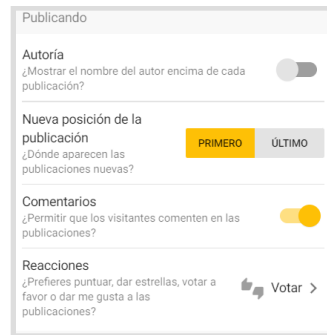 Publicando
Autoría
¿Mostrar el nombre del autor encima de cada
publicación?
Nueva posición de la
publicación
¿Dónde aparecen las
publicaciones nuevas?
PRIMERO ÚLTIMO
Comentarios
¿Permitir que los visitantes comenten en las
publicaciones?
Reacciones
¿Prefieres puntuar, dar estrellas, votar a
favor o dar me gusta a las
publicaciones?
Votar